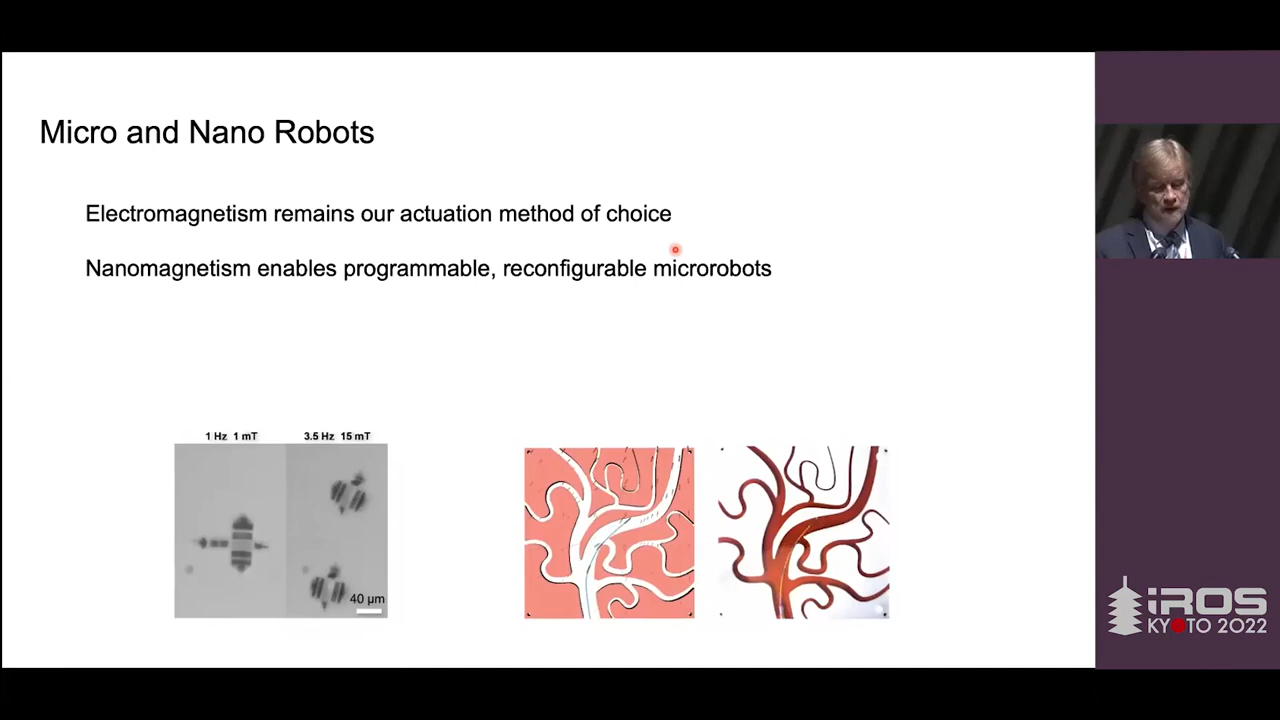 Micro and Nano Robots
Electromagnetism remains our actuation method of choice
Nanomagnetism enables programmable, reconfigurable microrobots
1 Hz 1 mT
3.5 Hz 15 mT
40 μm
iROS
KYOTO 2022